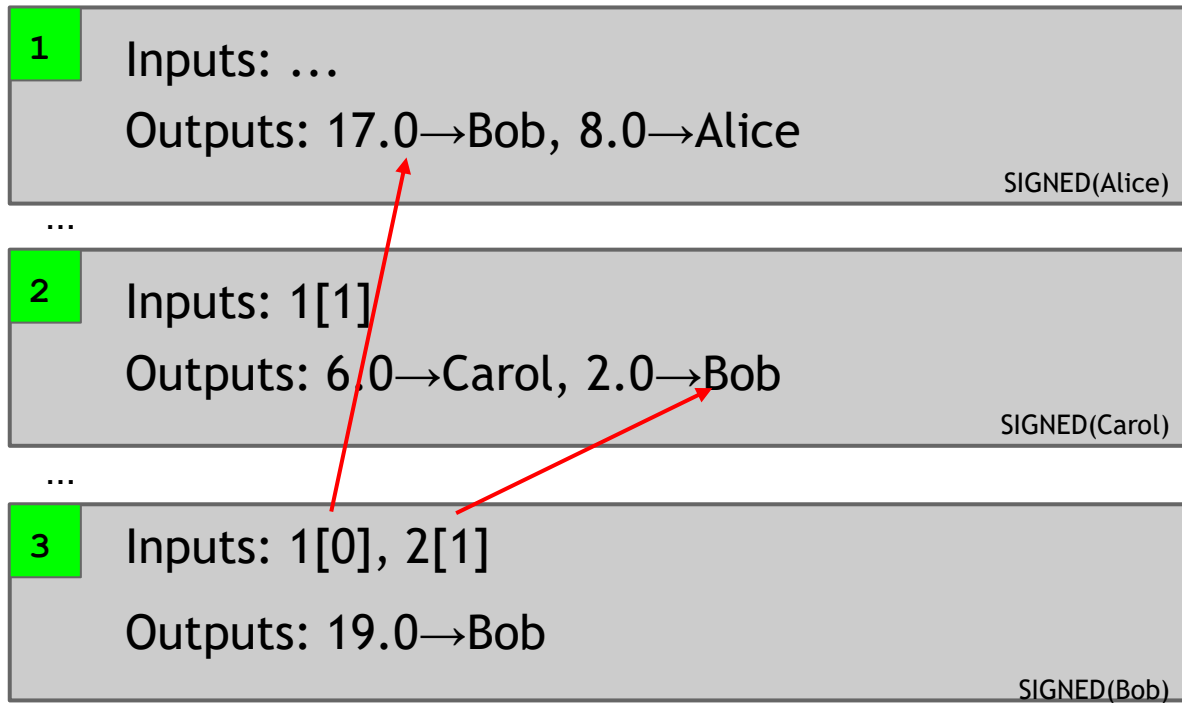 1
Inputs: ...
Outputs: 17.0→Bob, 8.0→Alice
SIGNED(Alice)
...
2
Inputs: 1[1]
Outputs: 6.0→Carol, 2.0→Bob
SIGNED(Carol)
...
3
Inputs: 1[0], 2[1]
Outputs: 19.0→Bob
SIGNED(Bob)